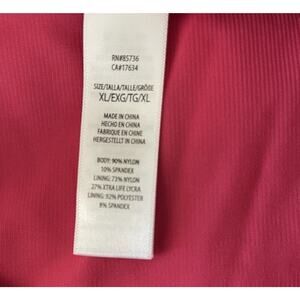 RN#85736
CA#17634
SIZE/TALLA/TAILLE/GRÖDE
XL/EXG/TG/XL
MADE IN CHINA
HECHO EN CHINA
FABRIQUE EN CHINE
HERGESTELLT IN CHINA
BODY: 90% NYLON
10% SPANDEX
LINING: 73% NYLON
27% XTRA LIFE LYCRA
LINING: 92% POLYESTER
8% SPANDEX